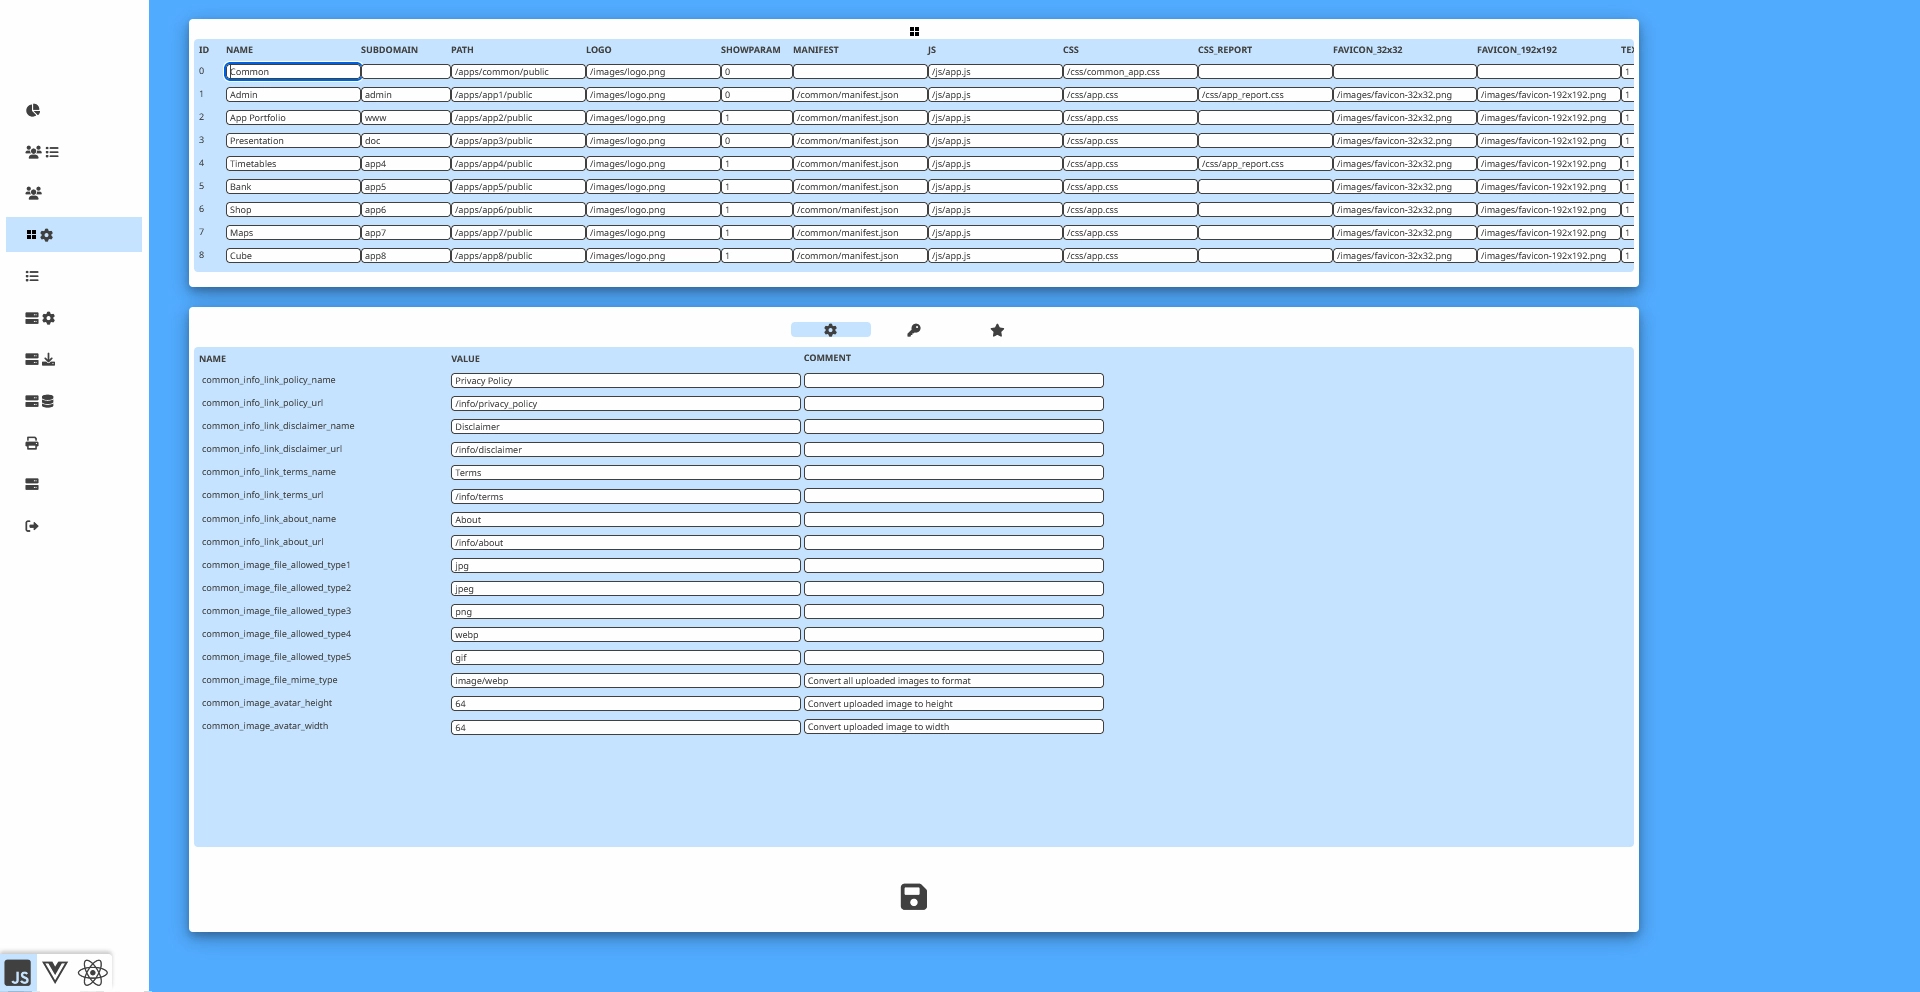 ID NAME SUBDOMAIN PATH LOGO SHOWPARAM MANIFEST JS CSS CSS_REPORT FAVICON_32x32 FAVICON_192x192
0 Common /apps/common/public /images/logo.png 0 /js/app.js /css/common_app.css 1
1 Admin admin /apps/app1/public /images/logo.png 0 /common/manifest.json /js/app.js /css/app.css /css/app_report.css /images/favicon-32x32.png /images/favicon-192x192.png 1
2 App Portfolio www /apps/app2/public /images/logo.png 1 /common/manifest.json /js/app.js /css/app.css /images/favicon-32x32.png /images/favicon-192x192.png 1
3 Presentation doc /apps/app3/public /images/logo.png 0 /common/manifest.json /js/app.js /css/app.css /images/favicon-32x32.png /images/favicon-192x192.png 1
4 Timetables app4 /apps/app4/public /images/logo.png 1 /common/manifest.json /js/app.js /css/app.css /css/app_report.css /images/favicon-32x32.png /images/favicon-192x192.png 1
5 Bank app5 /apps/app5/public /images/logo.png 1 /common/manifest.json /js/app.js /css/app.css /images/favicon-32x32.png /images/favicon-192x192.png 1
6 Shop app6 /apps/app6/public /images/logo.png 1 /common/manifest.json /js/app.js /css/app.css /images/favicon-32x32.png /images/favicon-192x192.png 1
7 Maps app7 /apps/app7/public /images/logo.png 1 /common/manifest.json /js/app.js /css/app.css /images/favicon-32x32.png /images/favicon-192x192.png 1
8 Cube app8 /apps/app8/public /images/logo.png 1 /common/manifest.json /js/app.js /css/app.css /images/favicon-32x32.png /images/favicon-192x192.png 1
NAME VALUE COMMENT
common_info_link_policy_name Privacy Policy
common_info_link_policy_url /info/privacy_policy
common_info_link_disclaimer_name Disclaimer
common_info_link_disclaimer_url /info/disclaimer
common_info_link_terms_name Terms
common_info_link_terms_url /info/terms
common_info_link_about_name About
common_info_link_about_url /info/about
common_image_file_allowed_type1 jpg
common_image_file_allowed_type2 jpeg
common_image_file_allowed_type3 png
common_image_file_allowed_type4 webp
common_image_file_allowed_type5 gif
common_image_file_mime_type image/webp Convert all uploaded images to format
common_image_avatar_height 64 Convert uploaded image to height
common_image_avatar_width 64 Convert uploaded image to width
JS